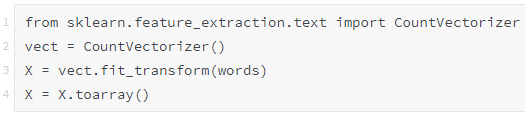 1 from sklearn.feature_extraction.text import CountVectorizer
2 vect = CountVectorizer()
3 X = vect.fit_transform(words)
4 X = X.toarray()